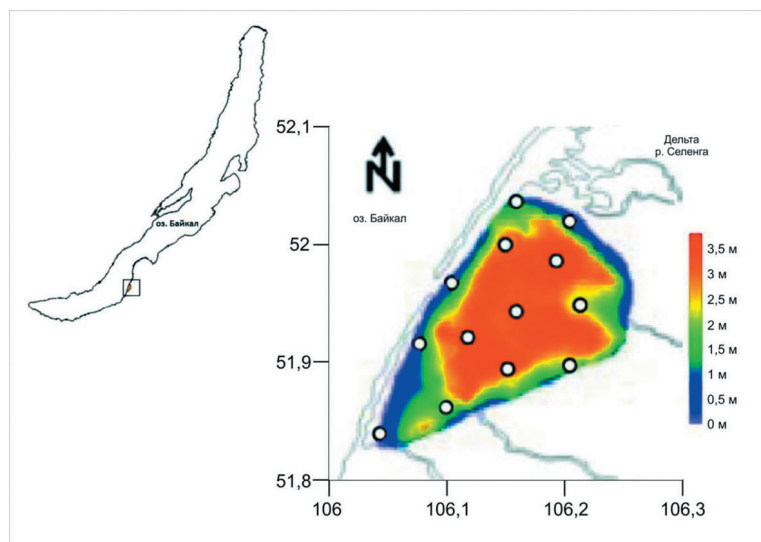 оз. Байкал
52,1
52
51,9
51,8
N
оз. Байкал
Дельта
р. Селенга
3,5 м
3 м
2,5 м
2 м
1,5 м
1 м
0,5 м
0 м
106
106,1
106,2
106,3